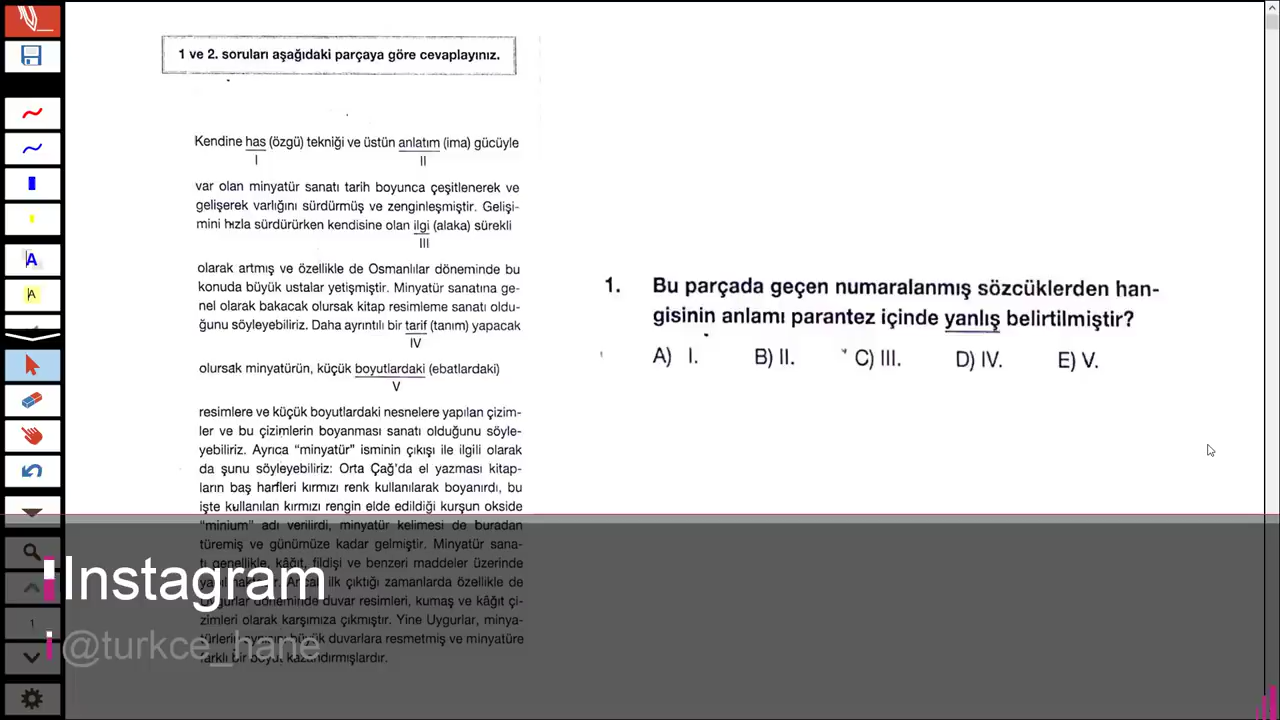 1 ve 2. soruları aşağıdaki parçaya göre cevaplayınız.
Kendine has (özgü) tekniği ve üstün anlatım (ima) gücüyle
I II
var olan minyatür sanatı tarih boyunca çeşitlenerek ve
gelişerek varlığını sürdürmüş ve zenginleşmiştir. Gelişi-
mini hızla sürdürürken kendisine olan ilgi (alaka) sürekli
III
olarak artmış ve özellikle de Osmanlılar döneminde bu
konuda büyük ustalar yetişmiştir. Minyatür sanatına ge-
nel olarak bakacak olursak kitap resimleme sanatı oldu-
ğunu söyleyebiliriz. Daha ayrıntılı bir tarif (tanım) yapacak
IV
olursak minyatürün, küçük boyutlardaki (ebatlardaki)
V
resimlere ve küçük boyutlardaki nesnelere yapılan çizim-
ler ve bu çizimlerin boyanması sanatı olduğunu söyle-
yebiliriz. Ayrıca “minyatür” isminin çıkışı ile ilgili olarak
da şunu söyleyebiliriz: Orta Çağ'da el yazması kitap-
ların baş harfleri kırmızı renk kullanılarak boyanırdı, bu
işte kullanılan kırmızı rengin elde edildiği kurşun okside
“minium” adı verilirdi, minyatür kelimesi de buradan
türemiş ve günümüze kadar gelmiştir. Minyatür sana-
tı genellikle, kâğıt, fildişi ve benzeri maddeler üzerinde
ilk çıktığı zamanlarda özellikle de
döneminde duvar resimleri, kumaş ve kâğıt çi-
zimleri olarak karşımıza çıkmıştır. Yine Uygurlar, minya-
büyük duvarlara resmetmiş ve minyatüre
farklı bir boyut kazandırmışlardır.
1. Bu parçada geçen numaralanmış sözcüklerden han-
gisinin anlamı parantez içinde yanlış belirtilmiştir?
A) I. B) II. C) III. D) IV. E) V.
Instagram
@turkce_hane
A
A
1